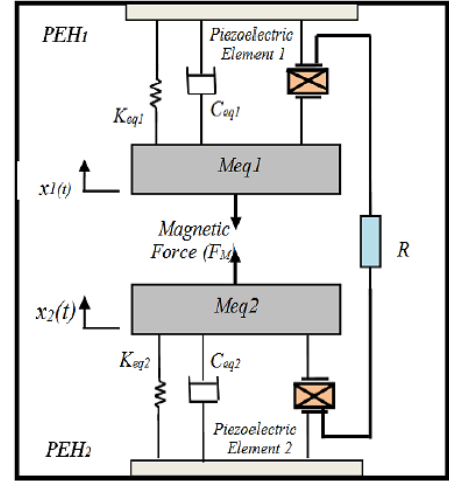 PEH1
Piezoelectric
Element 1
Keq1
Ceq1
Meq1
x1(t)
Magnetic
Force (FM)
R
x2(t)
Meq2
Keq2
Ceq2
Piezoelectric
Element 2
PEH2